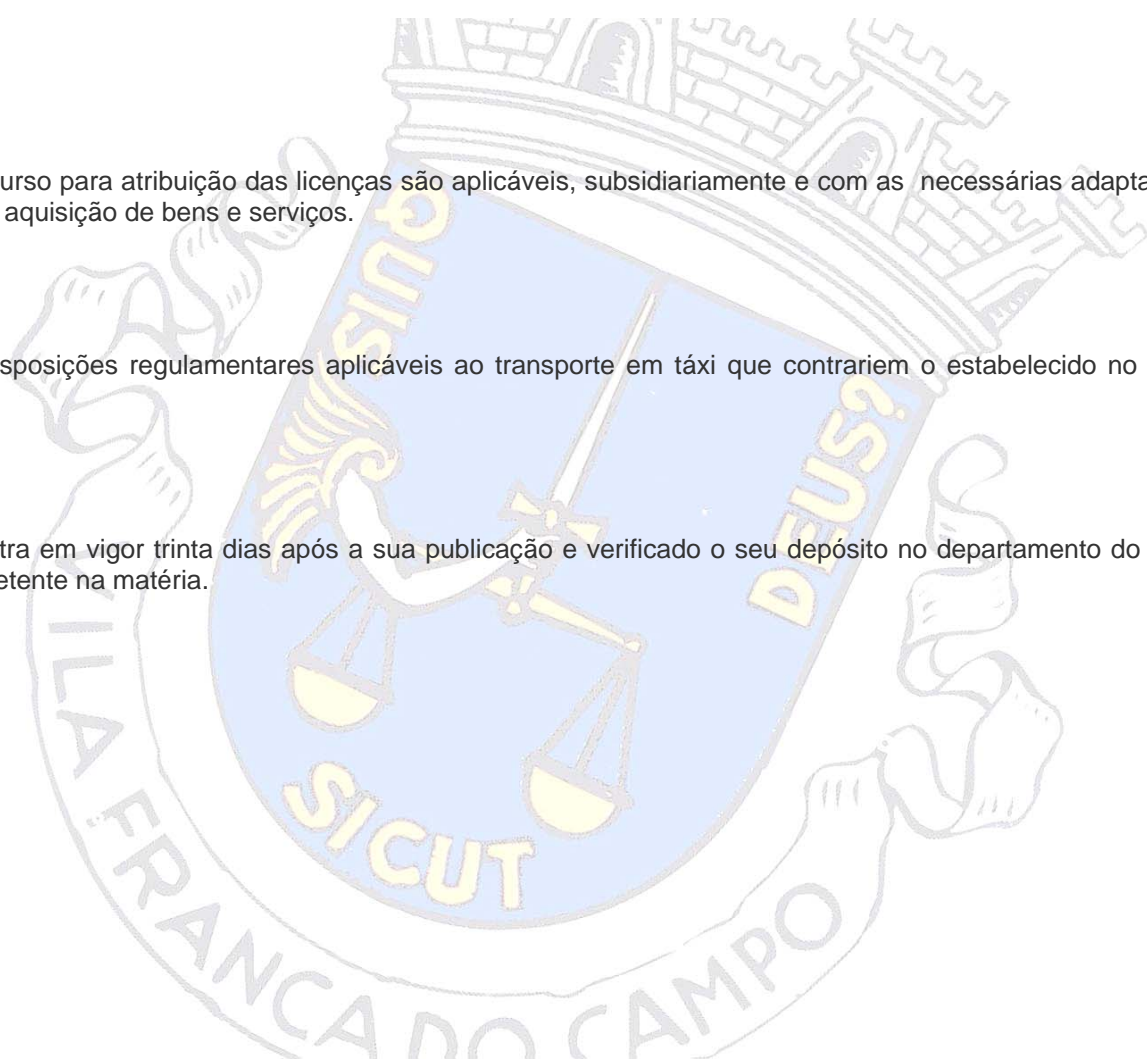 urso para atribuição das licenças são aplicáveis, subsidiariamente e com as necessárias adapta
aquisição de bens e serviços.
sposições regulamentares aplicáveis ao transporte em táxi que contrariem o estabelecido no
tra em vigor trinta dias após a sua publicação e verificado o seu depósito no departamento do
etente na matéria.
QUIS
SICUT
DEUS?
VILA FRANCA DO CAMPO